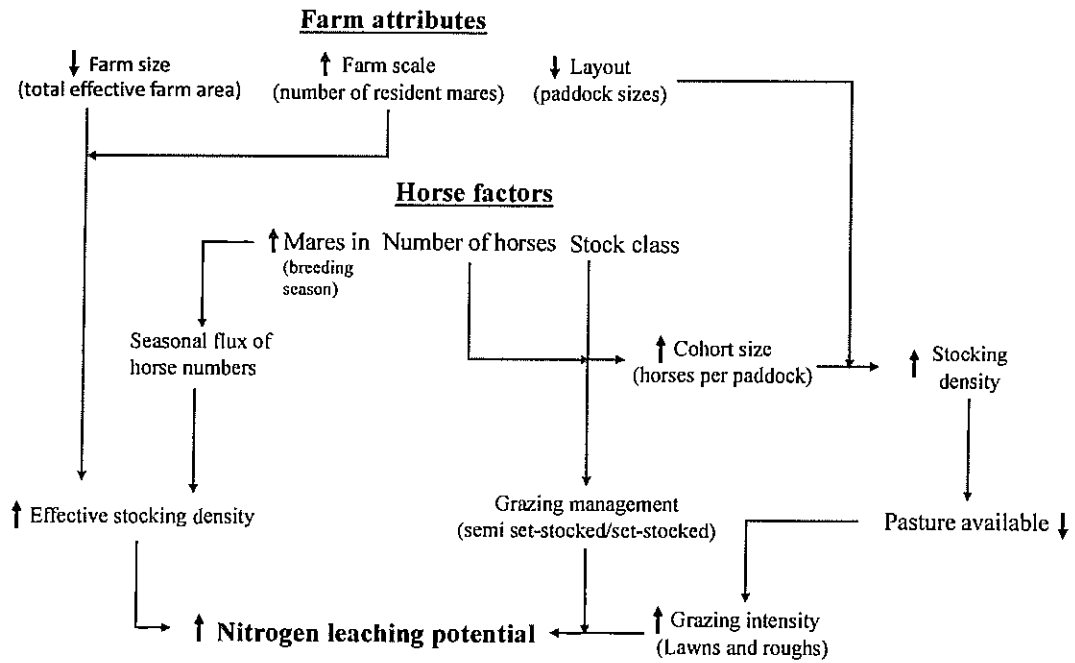 Farm attributes
↓ Farm size
(total effective farm area)
↑ Farm scale
(number of resident mares)
↓ Layout
(paddock sizes)
Horse factors
↑ Mares in
(breeding
season)
Number of horses
Stock class
Seasonal flux of
horse numbers
↑ Cohort size
(horses per paddock)
↑ Stocking
density
↑ Effective stocking density
Grazing management
(semi set-stocked/set-stocked)
Pasture available ↓
↑ Nitrogen leaching potential
↑ Grazing intensity
(Lawns and roughs)